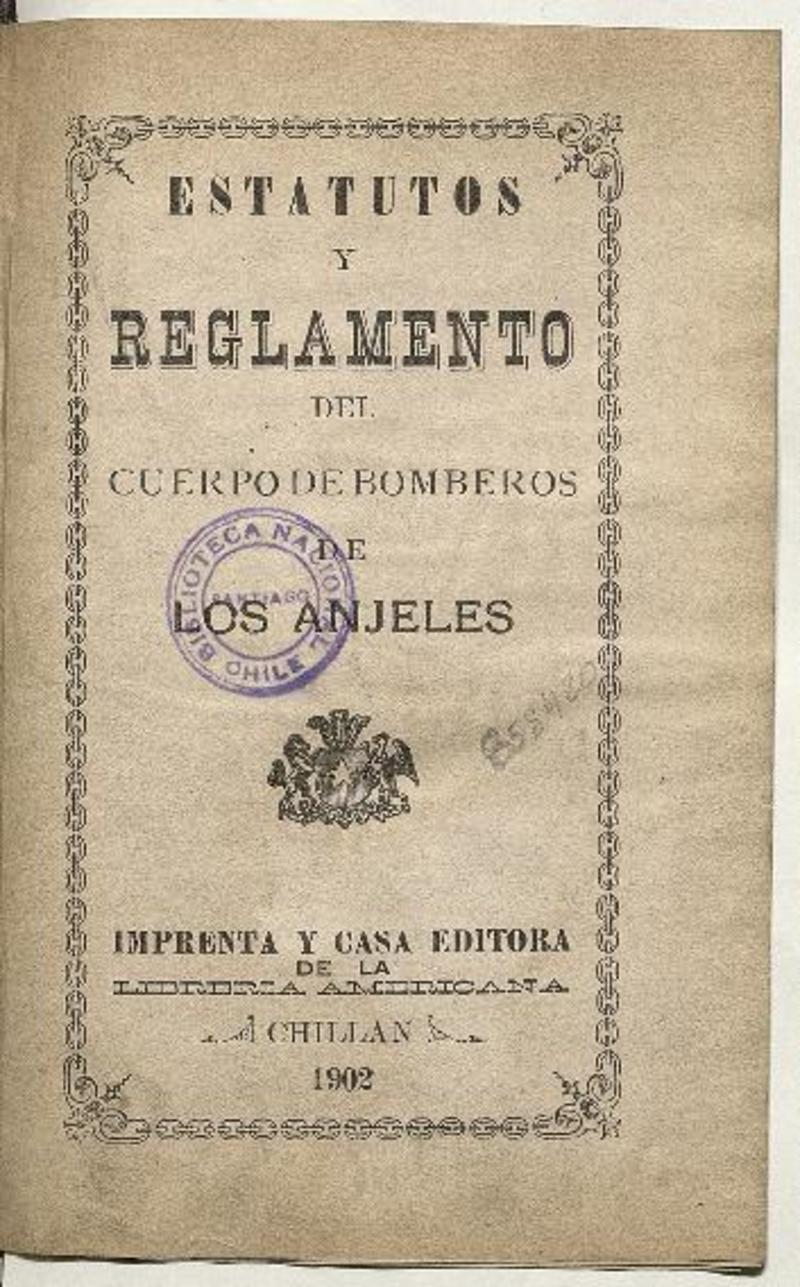 ESTATUTOS
Y
REGLAMENTO
DEL
CUERPO DE BOMBEROS
DE
LOS ANJELES
BIBLIOTECA NACIONAL
SANTIAGO
CHILE
IMPRENTA Y CASA EDITORA
DE LA
LIBRERIA AMERICANA
CHILLAN
1902